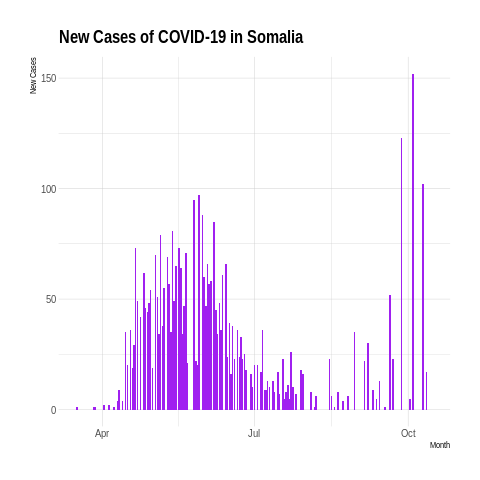 New Cases of COVID-19 in Somalia
New Cases
150
100
50
0
Apr
Jul
Oct
Month